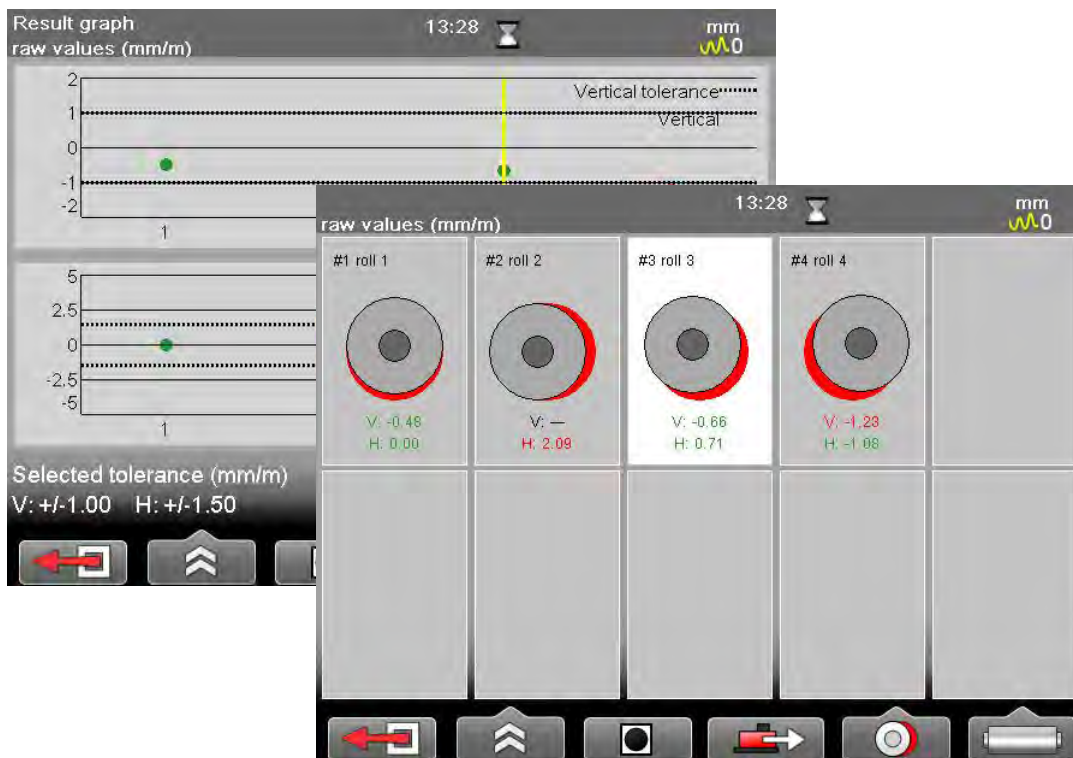 Result graph
raw values (mm/m)
13:28
mm
0
2
1
0
-1
-2
Vertical tolerance
Vertical
1
5
2.5
0
-2.5
-5
1
Selected tolerance (mm/m)
V: +/-1.00 H: +/-1.50
raw values (mm/m)
13:28
mm
0
#1 roll 1
V: -0.48
H: 0.00
#2 roll 2
V: —
H: 2.09
#3 roll 3
V: -0.66
H: 0.71
#4 roll 4
V: -1.23
H: -1.08